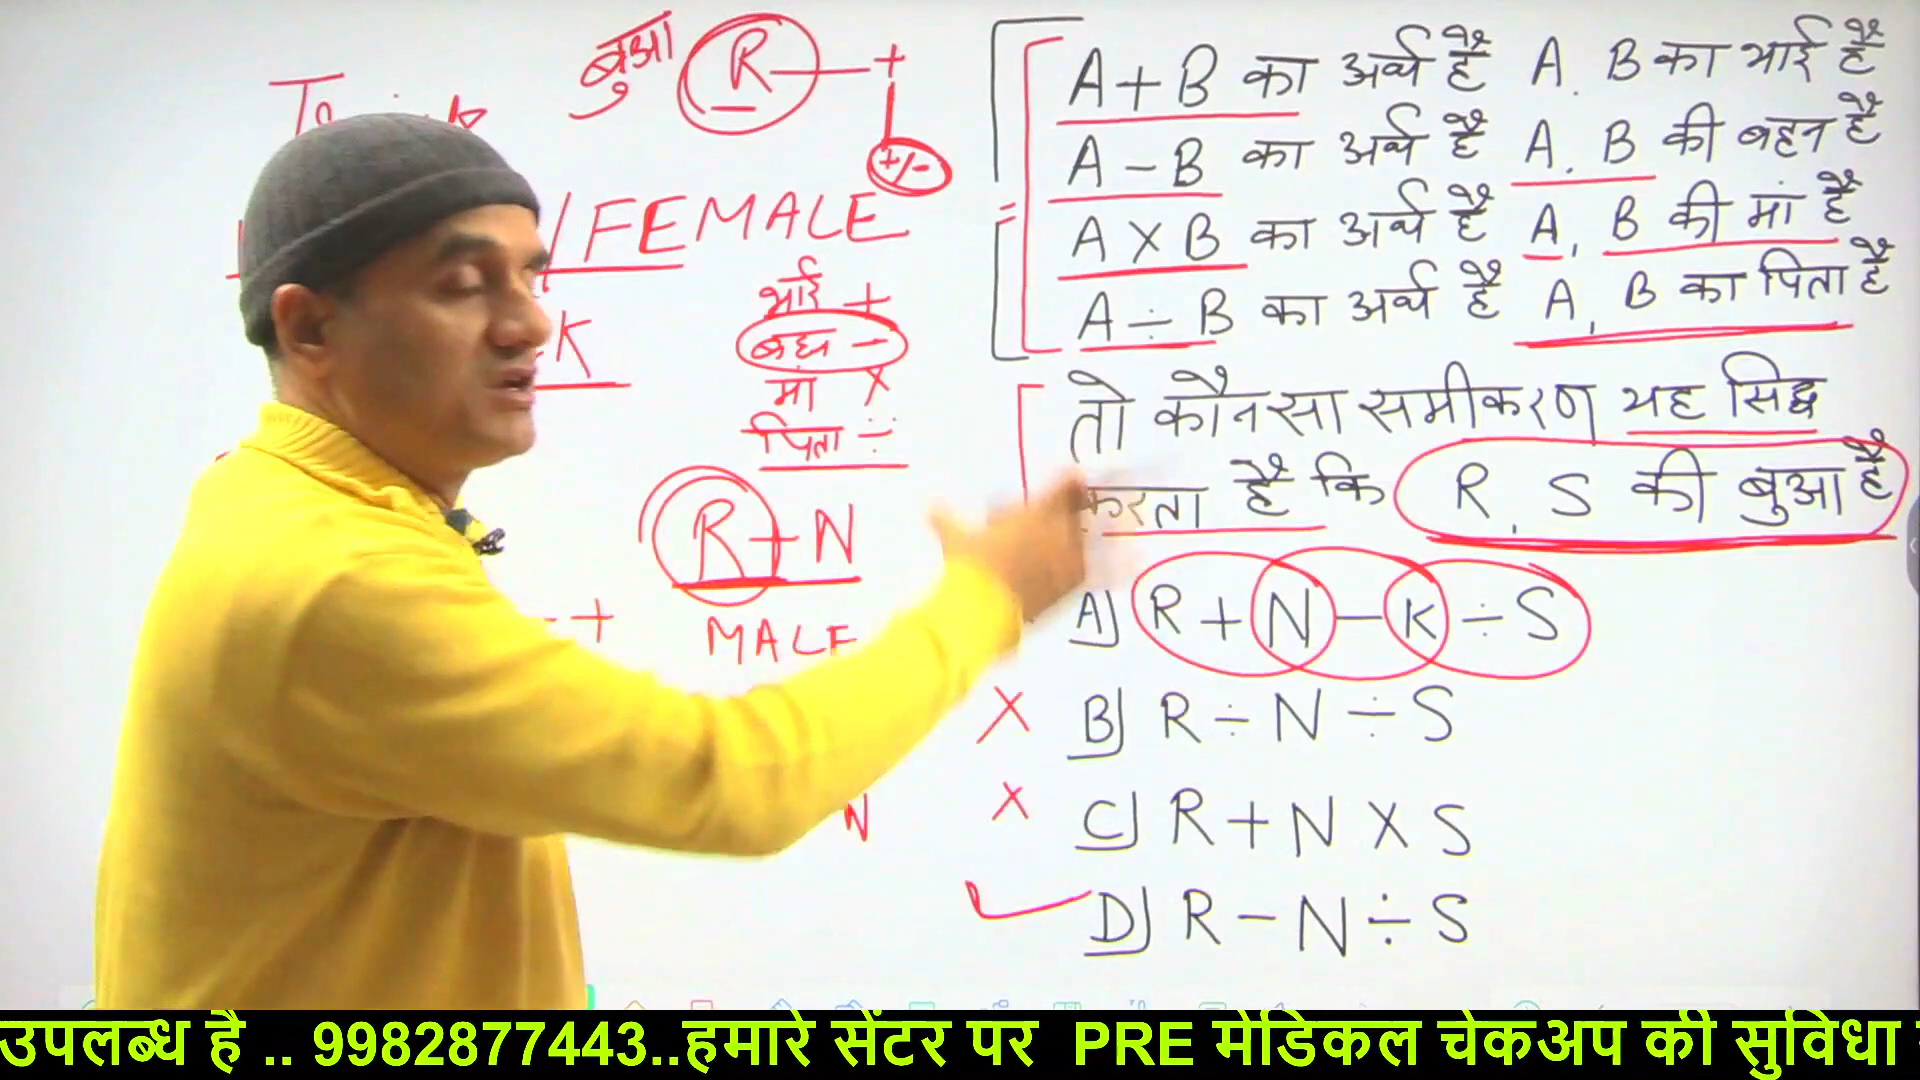 बुआ R — +
+/-
/FEMALE
K
भाई +
बहन -
मां X
पिता ÷
R + N
MALE
- +
N
A + B का अर्थ है A, B का भाई है
A - B का अर्थ है A, B की बहन है
A X B का अर्थ है A, B की मां है
A ÷ B का अर्थ है A, B का पिता है
तो कौनसा समीकरण यह सिद्ध
करता है कि R, S की बुआ है
A) R + N - K ÷ S
X B) R ÷ N ÷ S
X C) R + N X S
D) R - N ÷ S
उपलब्ध है .. 9982877443..हमारे सेंटर पर PRE मेडिकल चेकअप की सुविधा